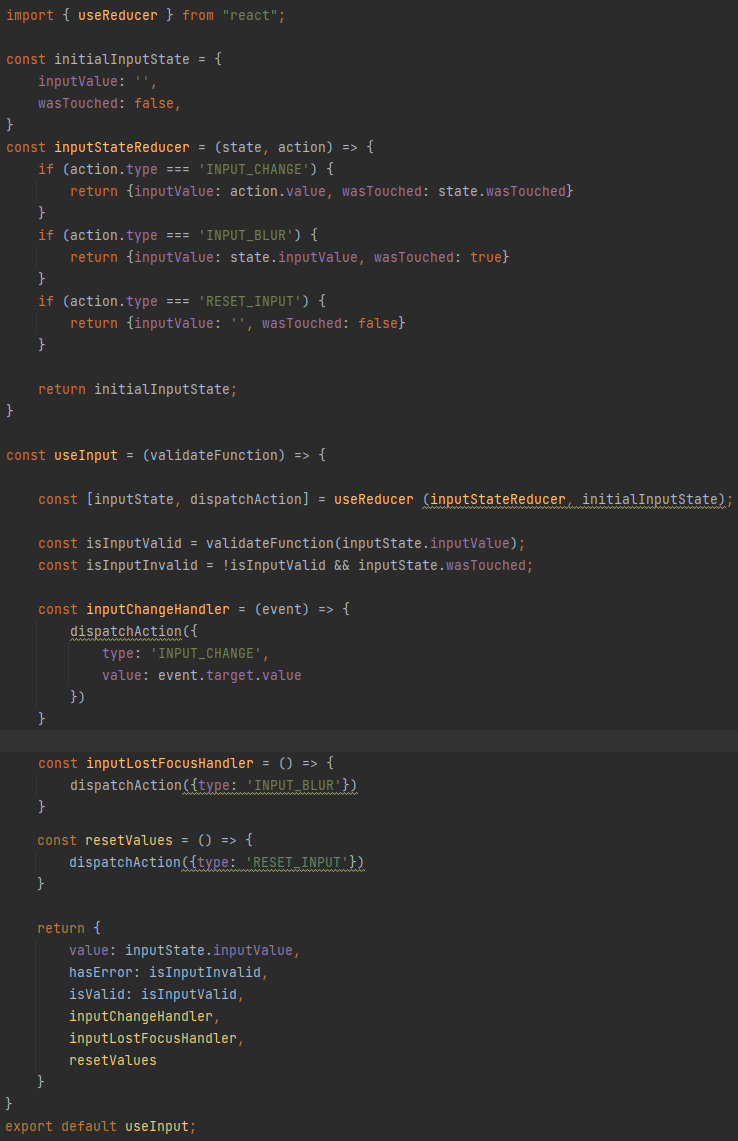 import { useReducer } from "react";
const initialInputState = {
inputValue: '',
wasTouched: false,
}
const inputStateReducer = (state, action) => {
if (action.type === 'INPUT_CHANGE') {
return {inputValue: action.value, wasTouched: state.wasTouched}
}
if (action.type === 'INPUT_BLUR') {
return {inputValue: state.inputValue, wasTouched: true}
}
if (action.type === 'RESET_INPUT') {
return {inputValue: '', wasTouched: false}
}
return initialInputState;
}
const useInput = (validateFunction) => {
const [inputState, dispatchAction] = useReducer (inputStateReducer, initialInputState);
const isInputValid = validateFunction(inputState.inputValue);
const isInputInvalid = !isInputValid && inputState.wasTouched;
const inputChangeHandler = (event) => {
dispatchAction({
type: 'INPUT_CHANGE',
value: event.target.value
})
}
const inputLostFocusHandler = () => {
dispatchAction({type: 'INPUT_BLUR'})
}
const resetValues = () => {
dispatchAction({type: 'RESET_INPUT'})
}
return {
value: inputState.inputValue,
hasError: isInputInvalid,
isValid: isInputValid,
inputChangeHandler,
inputLostFocusHandler,
resetValues
}
}
export default useInput;